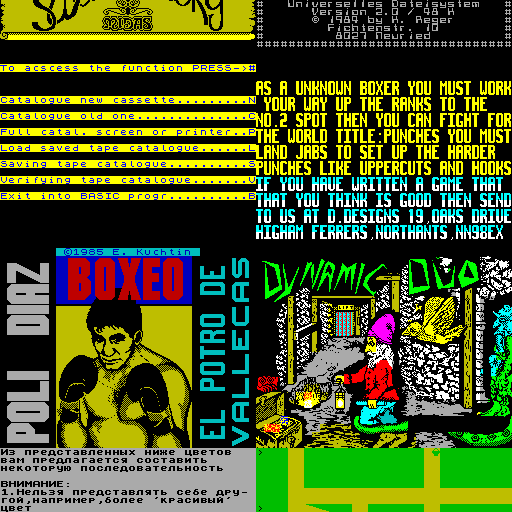 MIDAS
To acscess the function PRESS->#
Catalogue new cassette.........N
Catalogue old one..............O
Full catal. screen or printer..P
Load saved tape catalogue......L
Saving tape catalogue..........S
Verifying tape catalogue.......V
Exit into BASIC progr..........B
©1985 E. Kuchtin
Universelles Dateisystem
Version 2.0 / 48 K
© 1984 by H. Reger
Fichtenstr. 10
8021 Neuried
AS A UNKNOWN BOXER YOU MUST WORK
YOUR WAY UP THE RANKS TO THE
NO.2 SPOT THEN YOU CAN FIGHT FOR
THE WORLD TITLE:PUNCHES YOU MUST
LAND JABS TO SET UP THE HARDER
PUNCHES LIKE UPPERCUTS AND HOOKS
IF YOU HAVE WRITTEN A GAME THAT
THAT YOU THINK IS GOOD THEN SEND
TO US AT D.DESIGNS 19,OAKS DRIVE
HIGHAM FERRERS,NORTHANTS,NN98EX
POLI DIAZ
BOXEO
EL POTRO DE
VALLECAS
DYNAMIC DUO
Из представленных ниже цветов
вам предлагается составить
некоторую последовательность
ВНИМАНИЕ:
1.Нельзя представлять себе дру-
гой,например,более 'красивый'
цвет